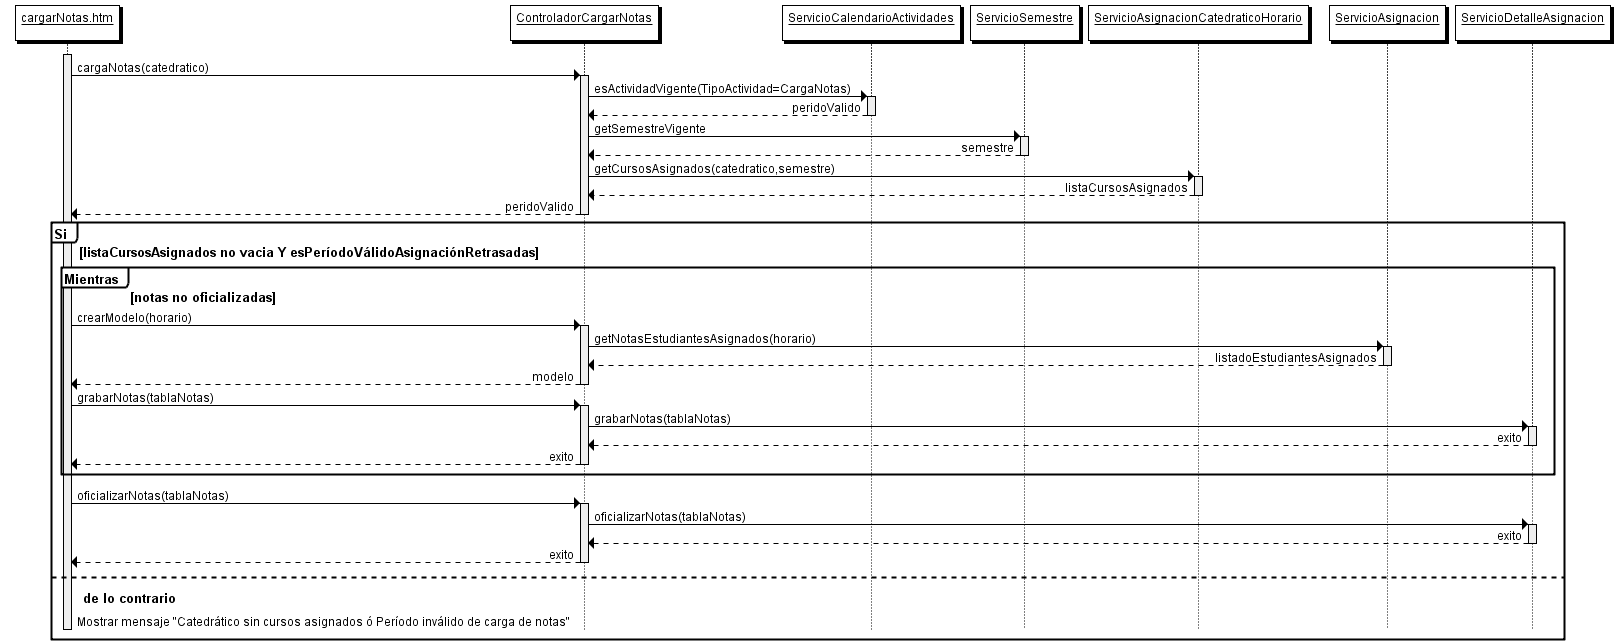 cargarNotas.htm
ControladorCargarNotas
ServicioCalendarioActividades
ServicioSemestre
ServicioAsignacionCatedraticoHorario
ServicioAsignacion
ServicioDetalleAsignacion
cargaNotas(catedratico)
esActividadVigente(TipoActividad=CargaNotas)
peridoValido
getSemestreVigente
semestre
getCursosAsignados(catedratico,semestre)
listaCursosAsignados
peridoValido
Si
[listaCursosAsignados no vacia Y esPeríodoVálidoAsignaciónRetrasadas]
Mientras
[notas no oficializadas]
crearModelo(horario)
getNotasEstudiantesAsignados(horario)
listadoEstudiantesAsignados
modelo
grabarNotas(tablaNotas)
grabarNotas(tablaNotas)
exito
exito
oficializarNotas(tablaNotas)
oficializarNotas(tablaNotas)
exito
exito
de lo contrario
Mostrar mensaje "Catedrático sin cursos asignados ó Período inválido de carga de notas"